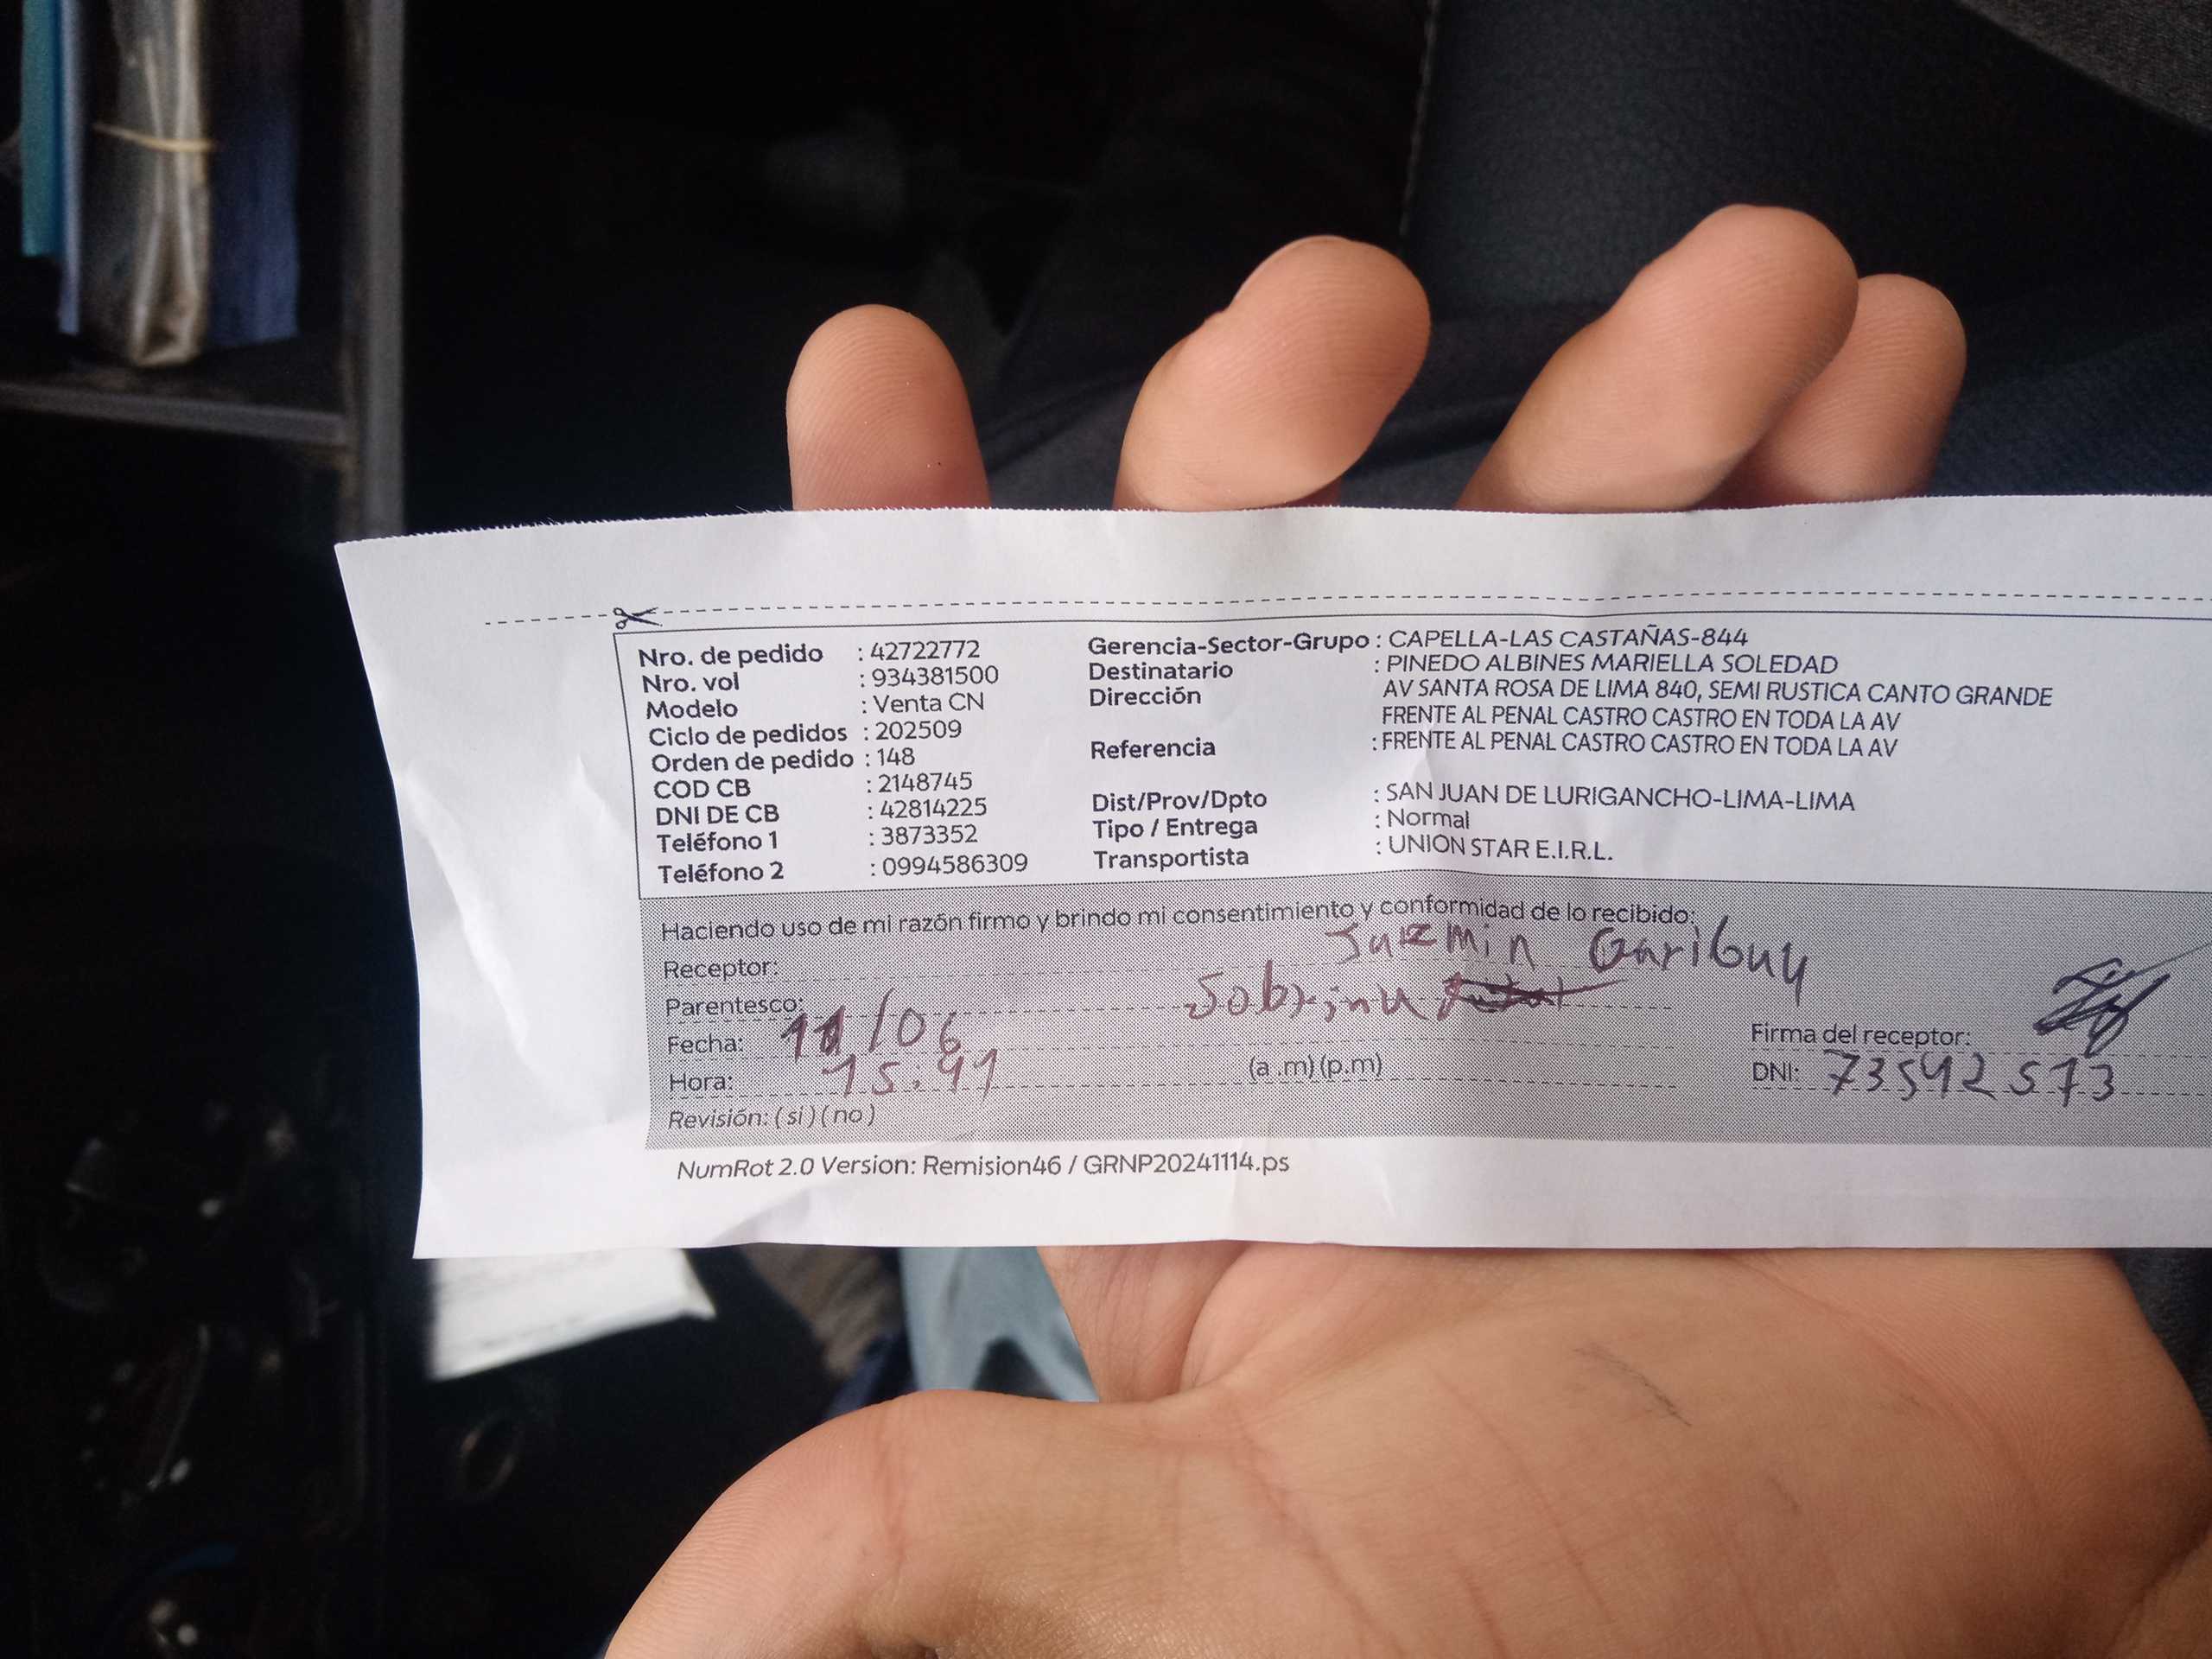 Nro. de pedido : 42722772
Nro. vol : 934381500
Modelo : Venta CN
Ciclo de pedidos : 202509
Orden de pedido : 148
COD CB : 2148745
DNI DE CB : 42814225
Teléfono 1 : 3873352
Teléfono 2 : 0994586309
Gerencia-Sector-Grupo : CAPELLA-LAS CASTAÑAS-844
Destinatario : PINEDO ALBINES MARIELLA SOLEDAD
Dirección AV SANTA ROSA DE LIMA 840, SEMI RUSTICA CANTO GRANDE
FRENTE AL PENAL CASTRO CASTRO EN TODA LA AV
Referencia : FRENTE AL PENAL CASTRO CASTRO EN TODA LA AV
Dist/Prov/Dpto : SAN JUAN DE LURIGANCHO-LIMA-LIMA
Tipo / Entrega : Normal
Transportista : UNION STAR E.I.R.L.
Haciendo uso de mi razón firmo y brindo mi consentimiento y conformidad de lo recibido:
Receptor: Jazmin Garibay
Parentesco: Sobrina
Fecha: 11/06
Firma del receptor:
Hora: 15:41 (a .m) (p.m)
DNI: 73542573
Revisión: ( si ) ( no )
NumRot 2.0 Version: Remision46 / GRNP20241114.ps